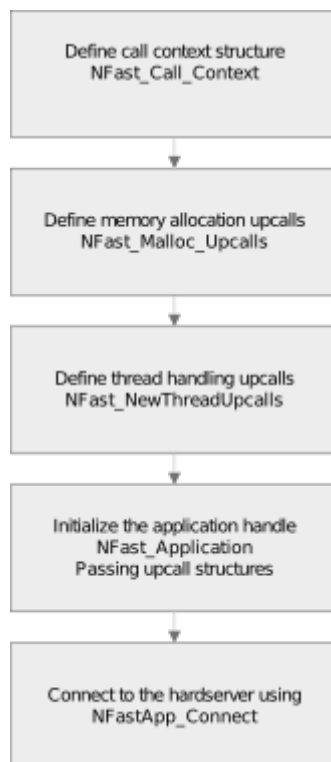 Define call context structure
NFast_Call_Context
Define memory allocation upcalls
NFast_Malloc_Upcalls
Define thread handling upcalls
NFast_NewThreadUpcalls
Initialize the application handle
NFast_Application
Passing upcall structures
Connect to the hardserver using
NFastApp_Connect